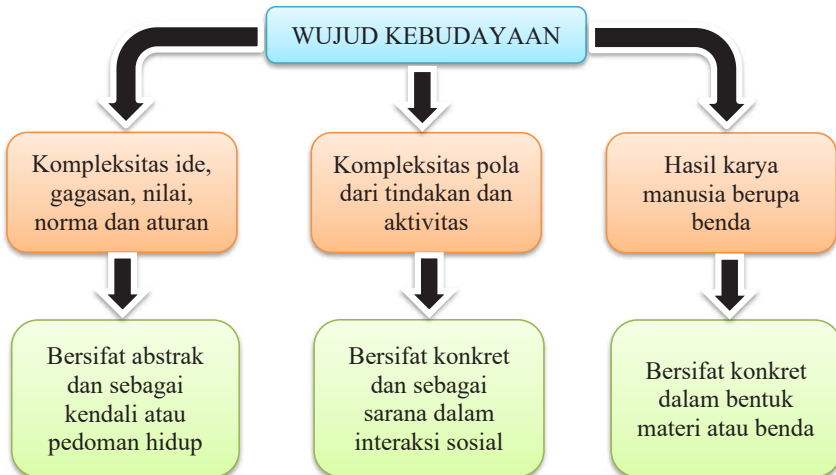 WUJUD KEBUDAYAAN
Kompleksitas ide,
gagasan, nilai,
norma dan aturan
Kompleksitas pola
dari tindakan dan
aktivitas
Hasil karya
manusia berupa
benda
Bersifat abstrak
dan sebagai
kendali atau
pedoman hidup
Bersifat konkret
dan sebagai
sarana dalam
interaksi sosial
Bersifat konkret
dalam bentuk
materi atau benda